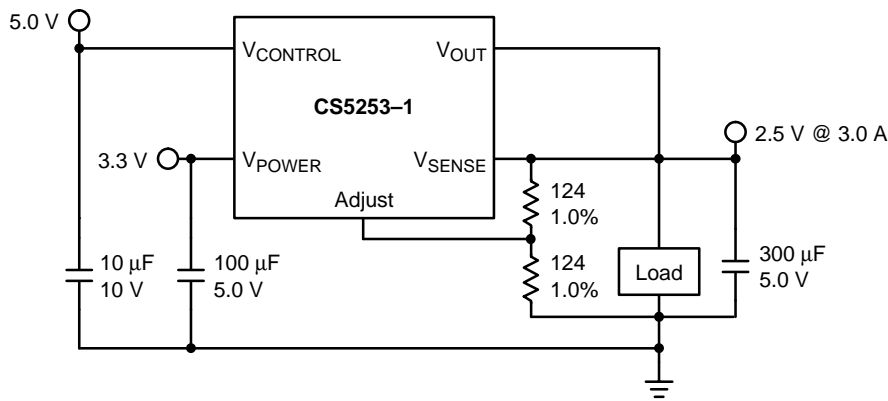 5.0 V
VCONTROL
VOUT
CS5253–1
2.5 V @ 3.0 A
3.3 V
VPOWER
VSENSE
Adjust
124
1.0%
10 μF
10 V
100 μF
5.0 V
124
1.0%
Load
300 μF
5.0 V